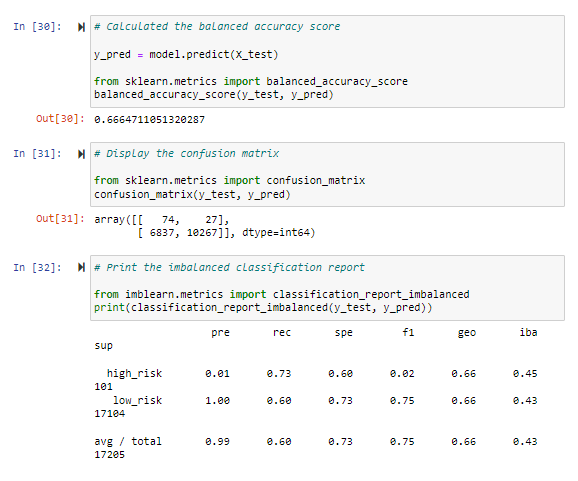 In [30]: # Calculated the balanced accuracy score
y_pred = model.predict(X_test)
from sklearn.metrics import balanced_accuracy_score
balanced_accuracy_score(y_test, y_pred)
Out[30]: 0.6664711051320287
In [31]: # Display the confusion matrix
from sklearn.metrics import confusion_matrix
confusion_matrix(y_test, y_pred)
Out[31]: array([[   74,    27],
       [ 6837, 10267]], dtype=int64)
In [32]: # Print the imbalanced classification report
from imblearn.metrics import classification_report_imbalanced
print(classification_report_imbalanced(y_test, y_pred))
pre rec spe f1 geo iba
sup
high_risk 0.01 0.73 0.60 0.02 0.66 0.45
101
low_risk 1.00 0.60 0.73 0.75 0.66 0.43
17104
avg / total 0.99 0.60 0.73 0.75 0.66 0.43
17205